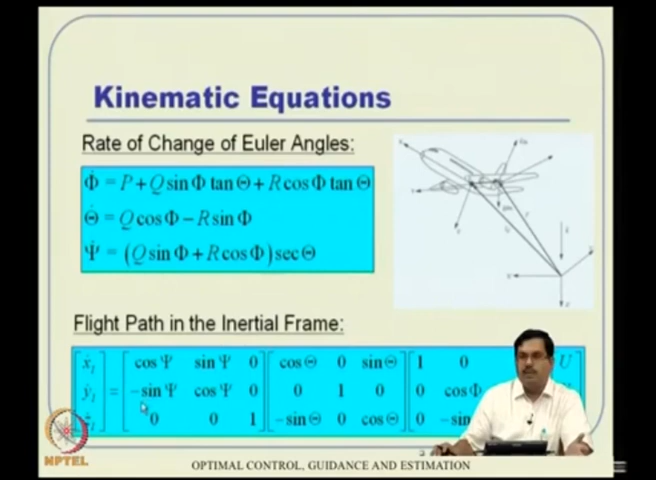 Kinematic Equations
Rate of Change of Euler Angles:
Φ̇ = P + Q sin Φ tan Θ + R cos Φ tan Θ
Θ̇ = Q cos Φ − R sin Φ
Ψ̇ = (Q sin Φ + R cos Φ) sec Θ
Flight Path in the Inertial Frame:
ẋI cos Ψ sin Ψ 0 cos Θ 0 sin Θ 1 0 U
ẏI = −sin Ψ cos Ψ 0 0 1 0 0 cos Φ
I 0 0 1 −sin Θ 0 cos Θ 0 −sin
NPTEL
OPTIMAL CONTROL, GUIDANCE AND ESTIMATION